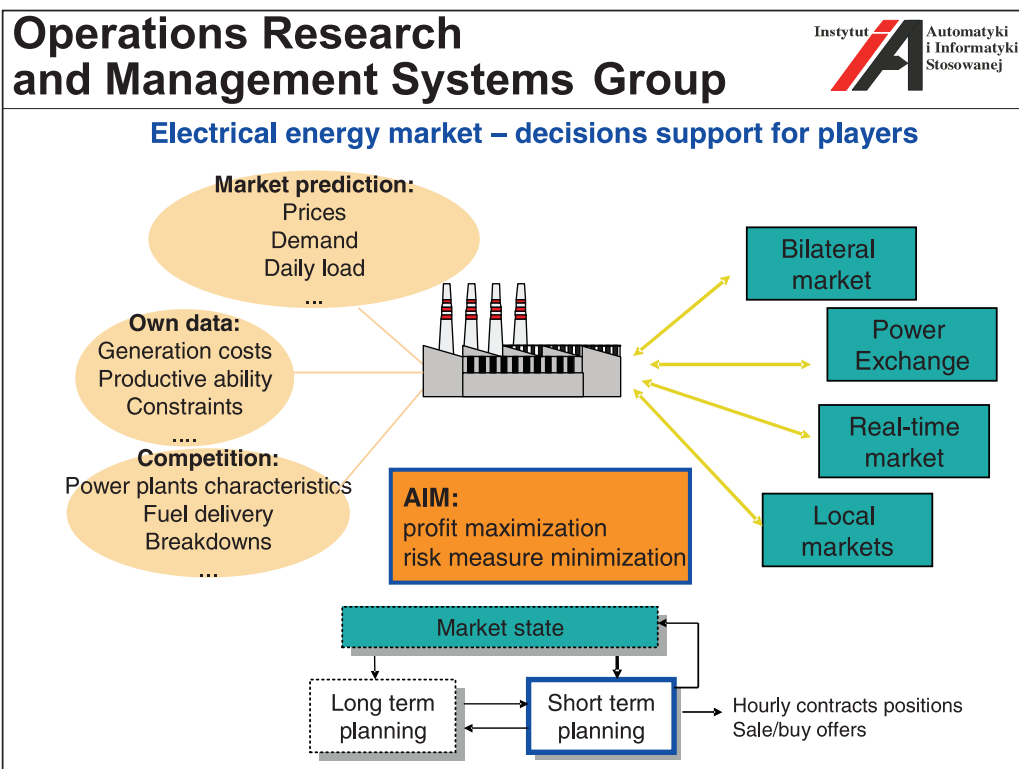 Operations Research
and Management Systems Group
Instytut
Automatyki
i Informatyki
Stosowanej
Electrical energy market – decisions support for players
Market prediction:
Prices
Demand
Daily load
...
Own data:
Generation costs
Productive ability
Constraints
....
Competition:
Power plants characteristics
Fuel delivery
Breakdowns
...
Bilateral
market
Power
Exchange
Real-time
market
Local
markets
AIM:
profit maximization
risk measure minimization
Market state
Long term
planning
Short term
planning
Hourly contracts positions
Sale/buy offers